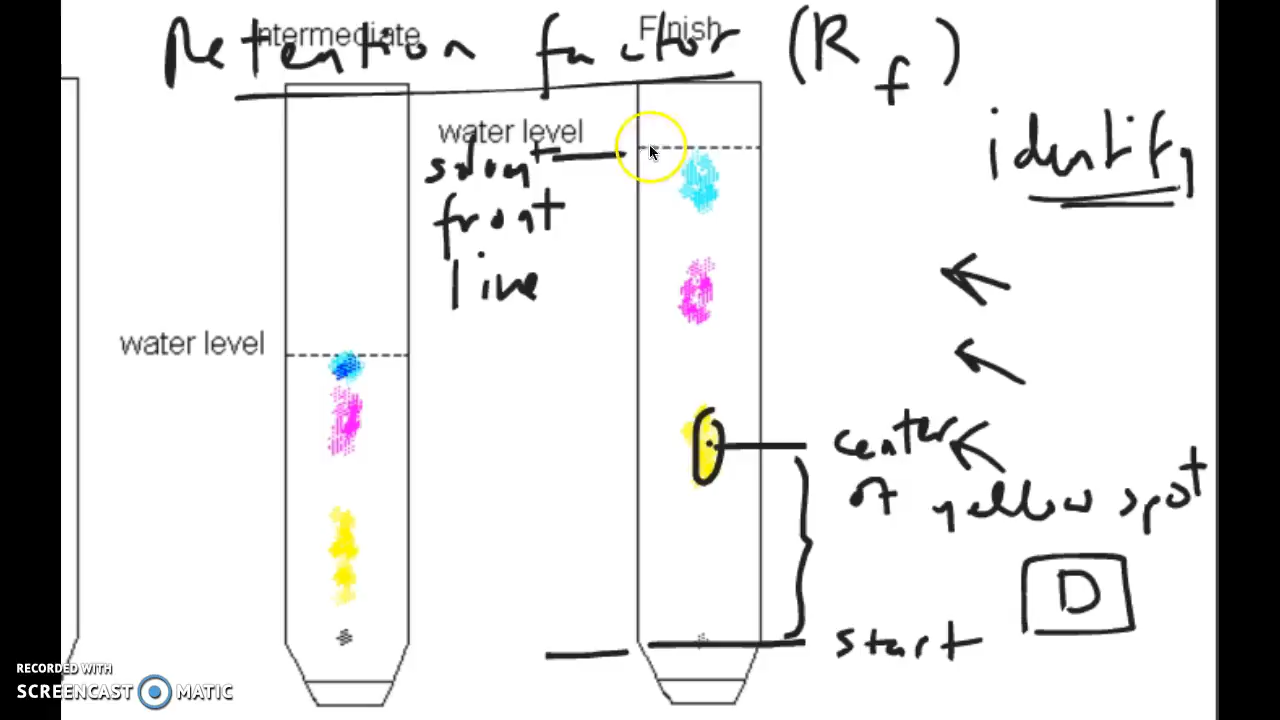 Intermediate
Finish
Retention factor (Rf)
identify
water level
solvent
front
line
water level
center
of yellow spot
D
start
RECORDED WITH
SCREENCAST MATIC